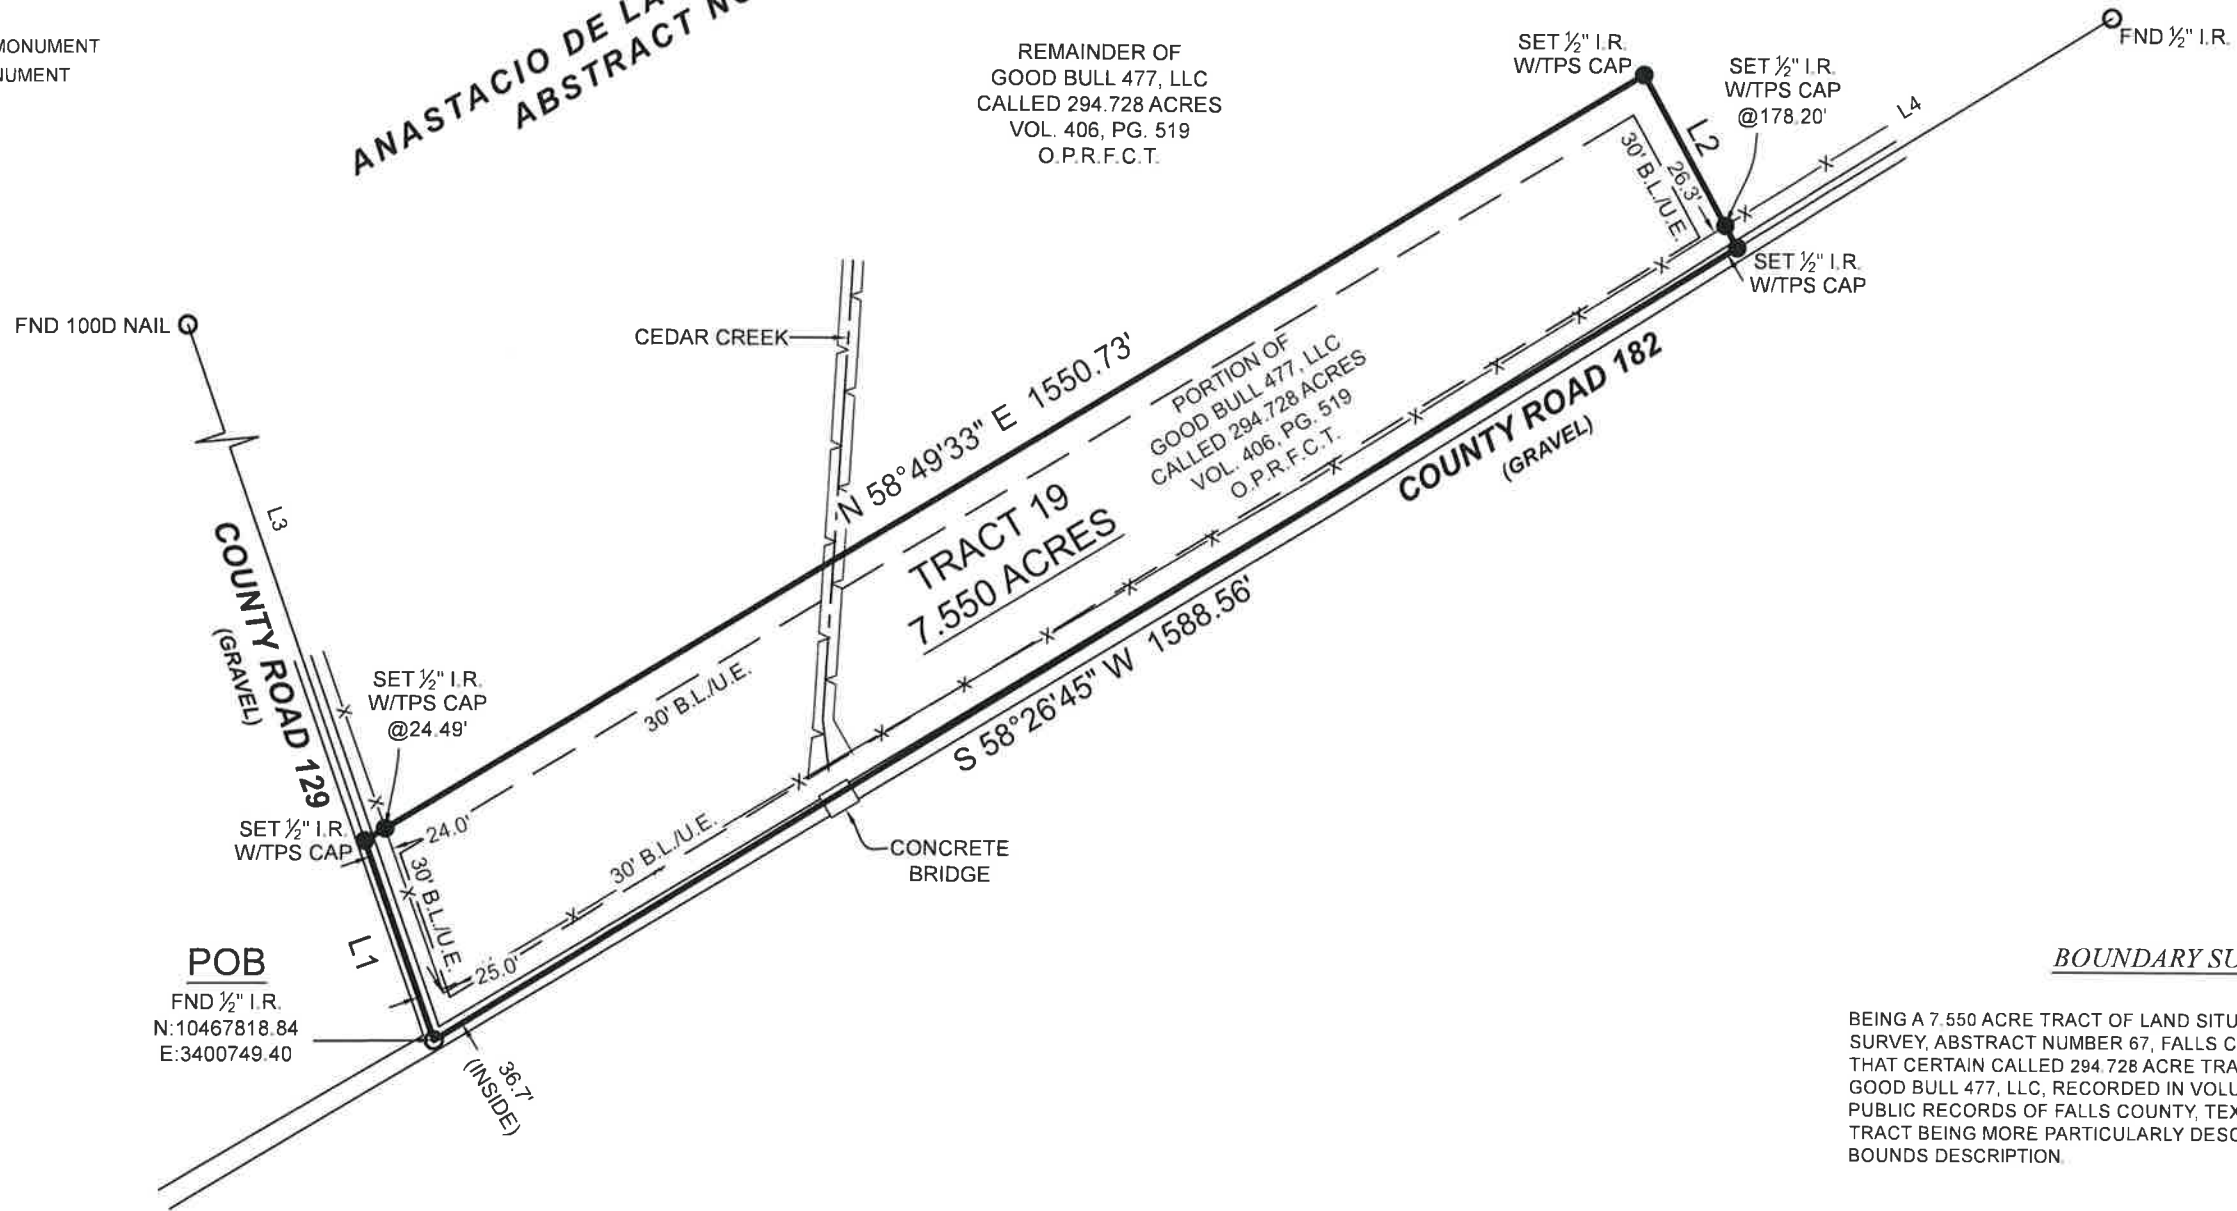 MONUMENT
ANASTACIO DE LA
ABSTRACT
REMAINDER OF
GOOD BULL 477, LLC
CALLED 294.728 ACRES
VOL. 406, PG. 519
O.P.R.F.C.T.
SET ½" I.R.
W/TPS CAP
SET ½" I.R.
W/TPS CAP
@178.20'
FND ½" I.R.
L2
L4
30' B.L./U.E.
26.3'
SET ½" I.R.
W/TPS CAP
FND 100D NAIL
CEDAR CREEK
N 58°49'33" E 1550.73'
PORTION OF
GOOD BULL 477, LLC
CALLED 294.728 ACRES
VOL. 406, PG. 519
O.P.R.F.C.T.
COUNTY ROAD 182
(GRAVEL)
TRACT 19
7.550 ACRES
S 58°26'45" W 1588.56'
L3
COUNTY ROAD 129
(GRAVEL)
SET ½" I.R.
W/TPS CAP
@24.49'
30' B.L./U.E.
SET ½" I.R.
W/TPS CAP
24.0'
30' B.L./U.E.
30' B.L./U.E.
CONCRETE
BRIDGE
L1
25.0'
POB
FND ½" I.R.
N:10467818.84
E:3400749.40
36.7'
(INSIDE)
BOUNDARY
BEING A 7.550 ACRE TRACT OF LAND
SURVEY, ABSTRACT NUMBER 67, FALLS
THAT CERTAIN CALLED 294.728 ACRE
GOOD BULL 477, LLC, RECORDED IN
PUBLIC RECORDS OF FALLS COUNTY,
TRACT BEING MORE PARTICULARLY
BOUNDS DESCRIPTION.